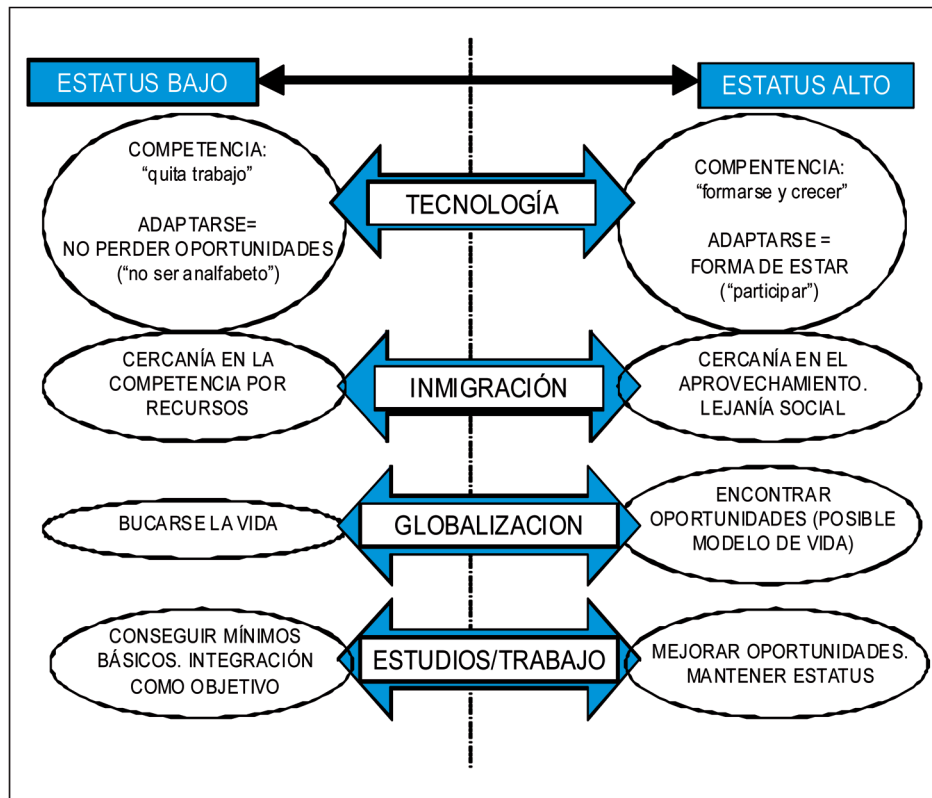 ESTATUS BAJO
ESTATUS ALTO
COMPETENCIA:
“quita trabajo”
ADAPTARSE=
NO PERDER OPORTUNIDADES
(“no ser analfabeto”)
TECNOLOGÍA
COMPENTENCIA:
“formarse y crecer”
ADAPTARSE =
FORMA DE ESTAR
(“participar”)
CERCANÍA EN LA
COMPETENCIA POR
RECURSOS
INMIGRACIÓN
CERCANÍA EN EL
APROVECHAMIENTO.
LEJANÍA SOCIAL
BUCARSE LA VIDA
GLOBALIZACION
ENCONTRAR
OPORTUNIDADES (POSIBLE
MODELO DE VIDA)
CONSEGUIR MÍNIMOS
BÁSICOS. INTEGRACIÓN
COMO OBJETIVO
ESTUDIOS/TRABAJO
MEJORAR OPORTUNIDADES.
MANTENER ESTATUS